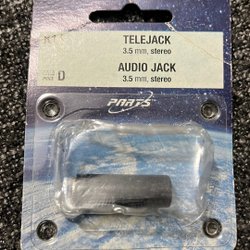 TELEJACK
3.5 mm, stereo
D
AUDIO JACK
3.5 mm, stereo
PARTS